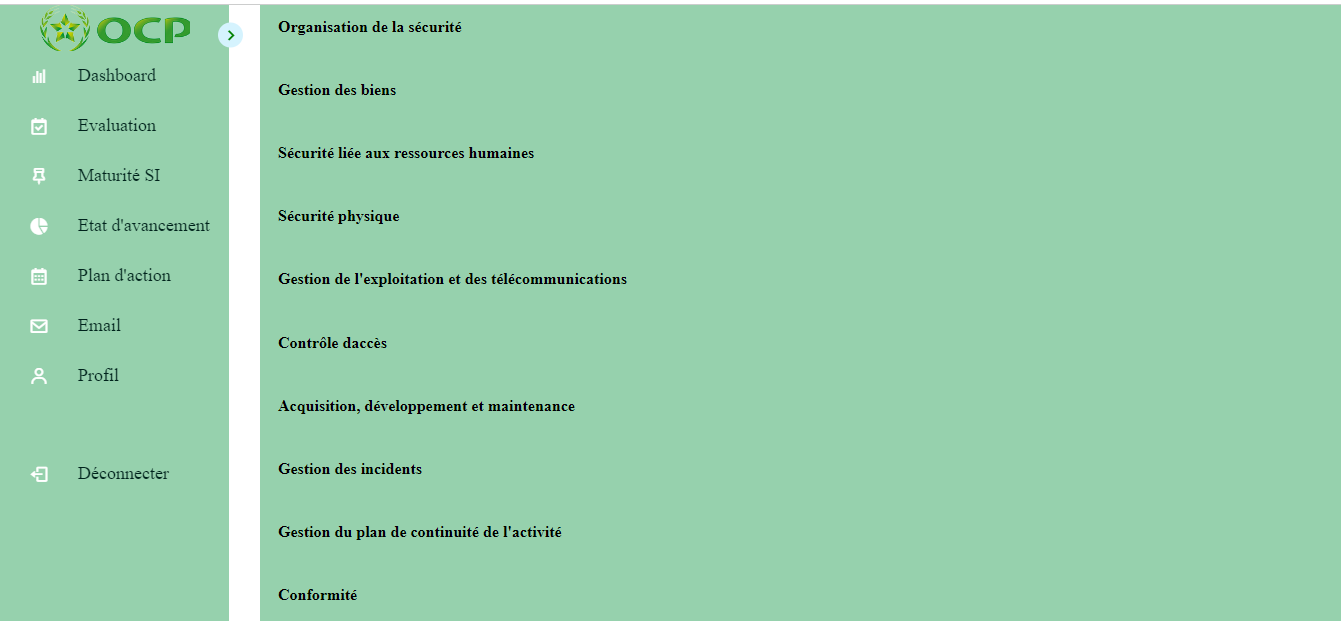 OCP
Dashboard
Evaluation
Maturité SI
Etat d'avancement
Plan d'action
Email
Profil
Déconnecter
Organisation de la sécurité
Gestion des biens
Sécurité liée aux ressources humaines
Sécurité physique
Gestion de l'exploitation et des télécommunications
Contrôle daccès
Acquisition, développement et maintenance
Gestion des incidents
Gestion du plan de continuité de l'activité
Conformité